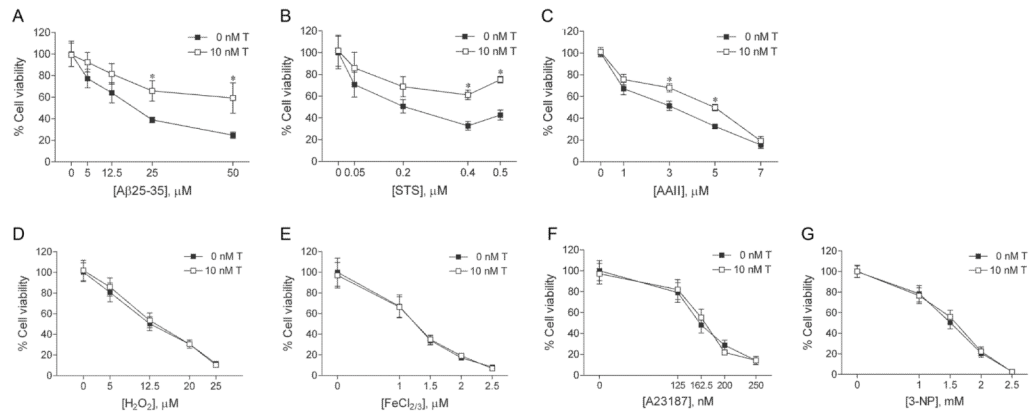 A
0 nM T
10 nM T
120
100
80
60
40
20
0
% Cell viability
*
*
0 5 12.5 25 50
[Aβ25-35], μM
B
0 nM T
10 nM T
120
100
80
60
40
20
0
% Cell viability
*
*
0 0.05 0.2 0.4 0.5
[STS], μM
C
0 nM T
10 nM T
120
100
80
60
40
20
0
% Cell viability
*
*
0 1 3 5 7
[AAII], μM
D
0 nM T
10 nM T
120
100
80
60
40
20
0
% Cell viability
0 5 12.5 20 25
[H₂O₂], μM
E
0 nM T
10 nM T
120
100
80
60
40
20
0
% Cell viability
0 1 1.5 2 2.5
[FeCl₂/₃], μM
F
0 nM T
10 nM T
120
100
80
60
40
20
0
% Cell viability
0 125 162.5 200 250
[A23187], nM
G
0 nM T
10 nM T
120
100
80
60
40
20
0
% Cell viability
0 1 1.5 2 2.5
[3-NP], mM